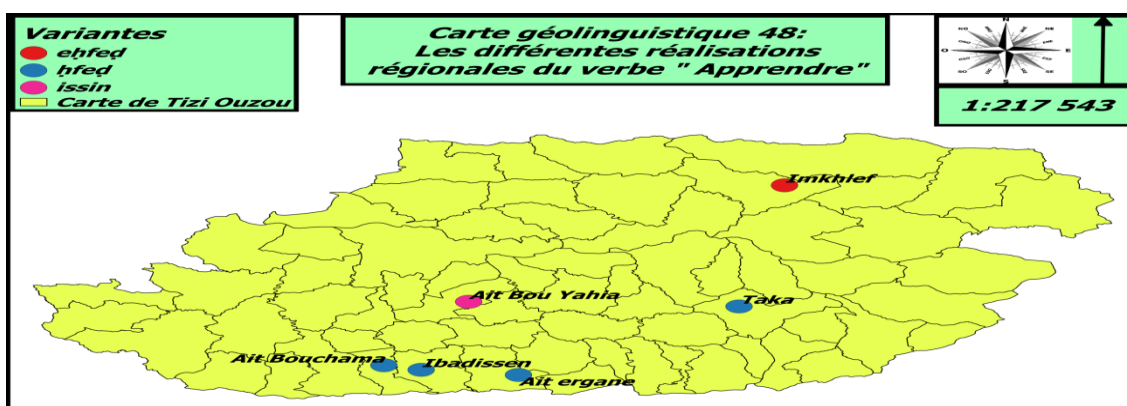 Variantes
eḥfeḍ
ḥfeḍ
issin
Carte de Tizi Ouzou
Carte géolinguistique 48:
Les différentes réalisations
régionales du verbe " Apprendre"
N
O
E
S
1:217 543
Imkhlef
Ait Bou Yahia
Taka
Ait Bouchama
Ibadissen
Ait ergane